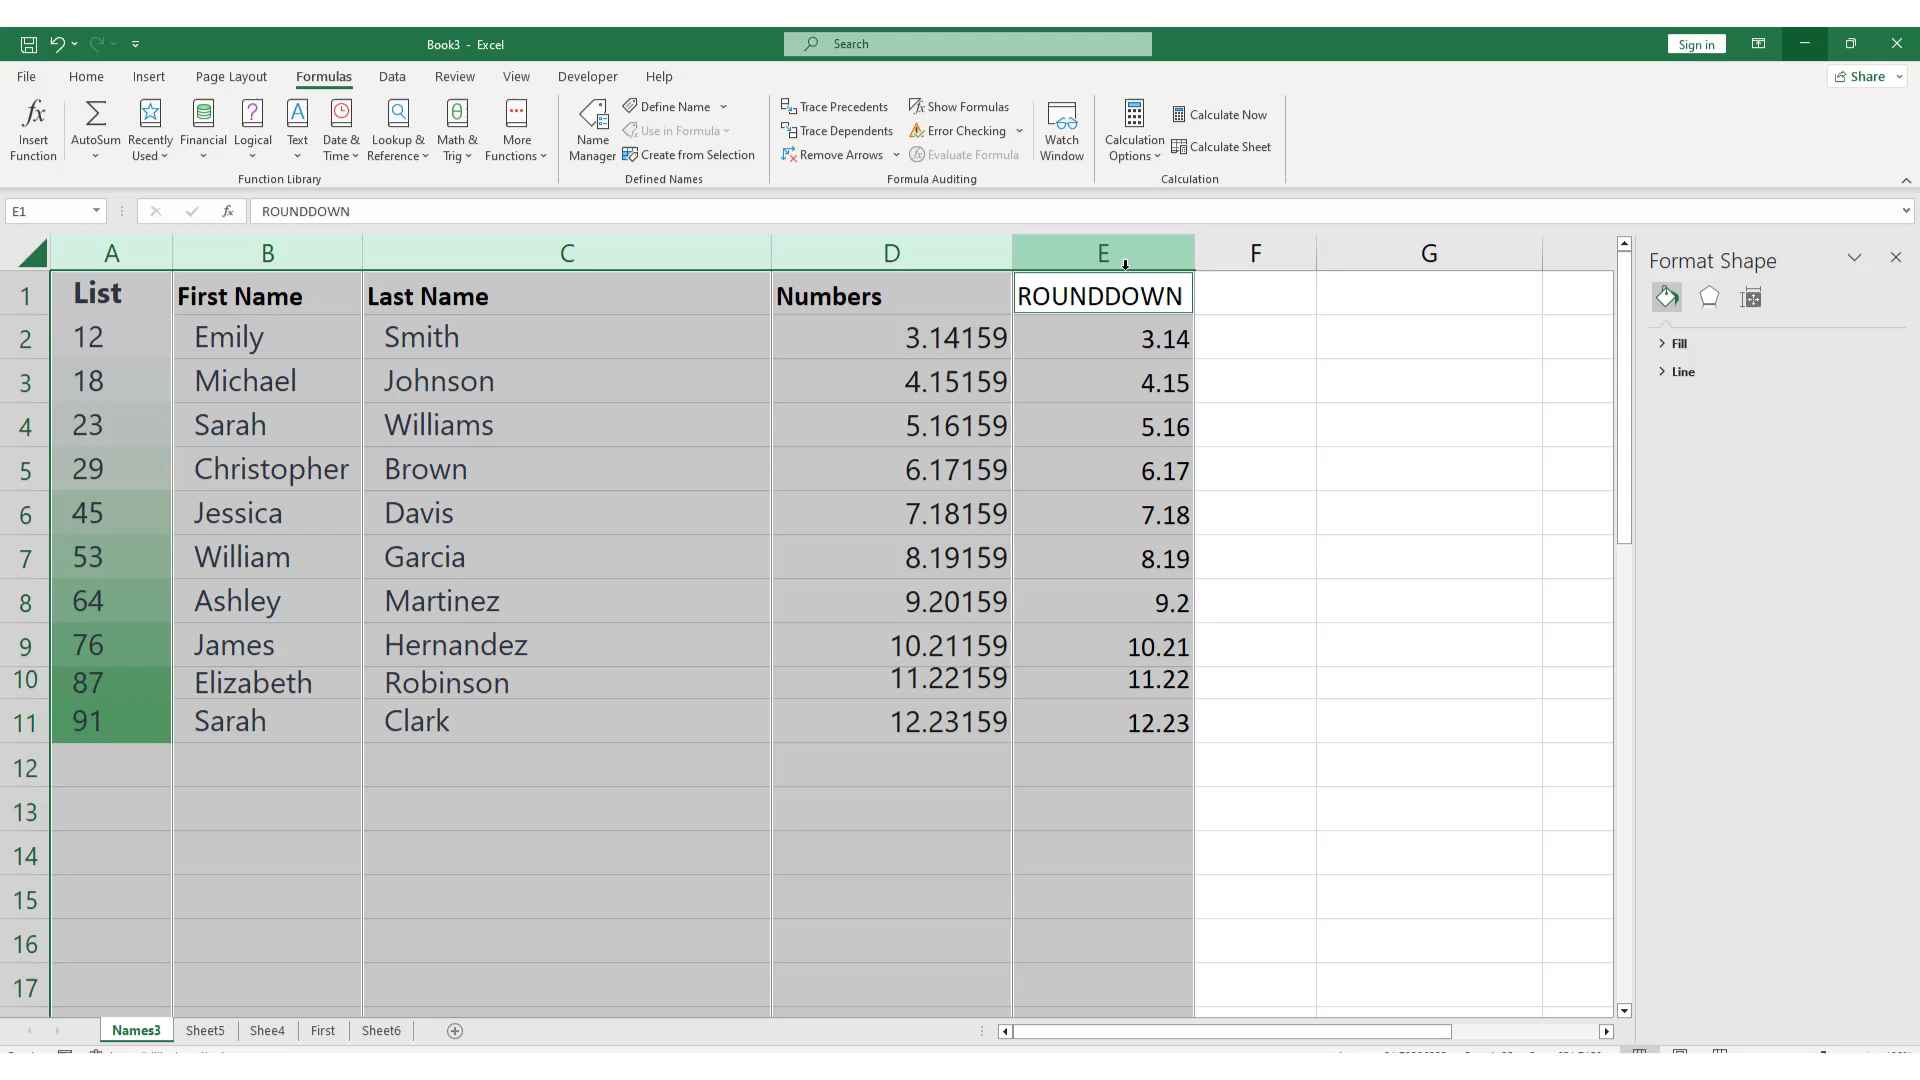 Book3 - Excel
Search
Sign in
File Home Insert Page Layout Formulas Data Review View Developer Help
Share
Insert Function
AutoSum
Recently Used
Financial
Logical
Text
Date & Time
Lookup & Reference
Math & Trig
More Functions
Function Library
Name Manager
Define Name
Use in Formula
Create from Selection
Defined Names
Trace Precedents
Trace Dependents
Remove Arrows
Show Formulas
Error Checking
Evaluate Formula
Formula Auditing
Watch Window
Calculation Options
Calculate Now
Calculate Sheet
Calculation
E1
fx
ROUNDDOWN
A B C D E F G
1 List First Name Last Name Numbers ROUNDDOWN
2 12 Emily Smith 3.14159 3.14
3 18 Michael Johnson 4.15159 4.15
4 23 Sarah Williams 5.16159 5.16
5 29 Christopher Brown 6.17159 6.17
6 45 Jessica Davis 7.18159 7.18
7 53 William Garcia 8.19159 8.19
8 64 Ashley Martinez 9.20159 9.2
9 76 James Hernandez 10.21159 10.21
10 87 Elizabeth Robinson 11.22159 11.22
11 91 Sarah Clark 12.23159 12.23
12
13
14
15
16
17
Format Shape
Fill
Line
Names3 Sheet5 Shee4 First Sheet6